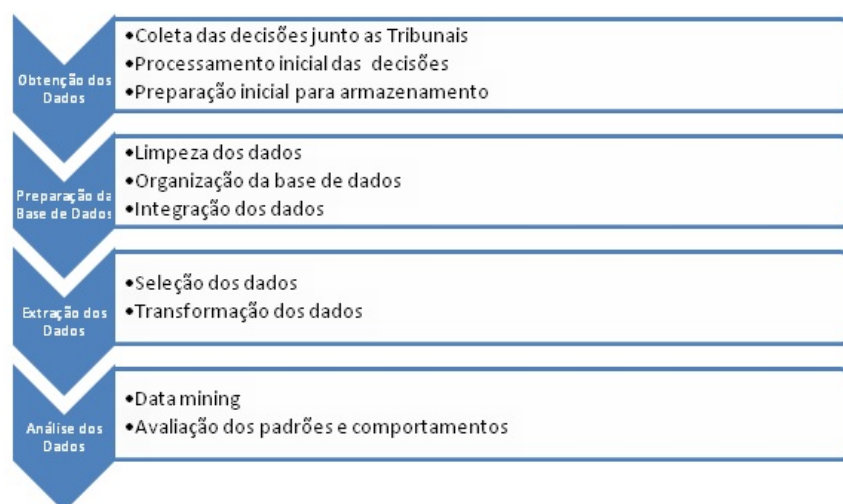 Obtenção dos
Dados
•Coleta das decisões junto as Tribunais
•Processamento inicial das decisões
•Preparação inicial para armazenamento
Preparação da
Base de Dados
•Limpeza dos dados
•Organização da base de dados
•Integração dos dados
Extração dos
Dados
•Seleção dos dados
•Transformação dos dados
Análise dos
Dados
•Data mining
•Avaliação dos padrões e comportamentos